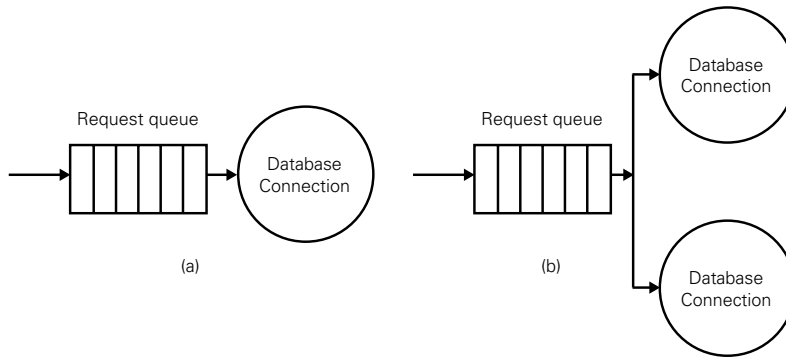 Request queue
Database
Connection
(a)
Request queue
Database
Connection
Database
Connection
(b)